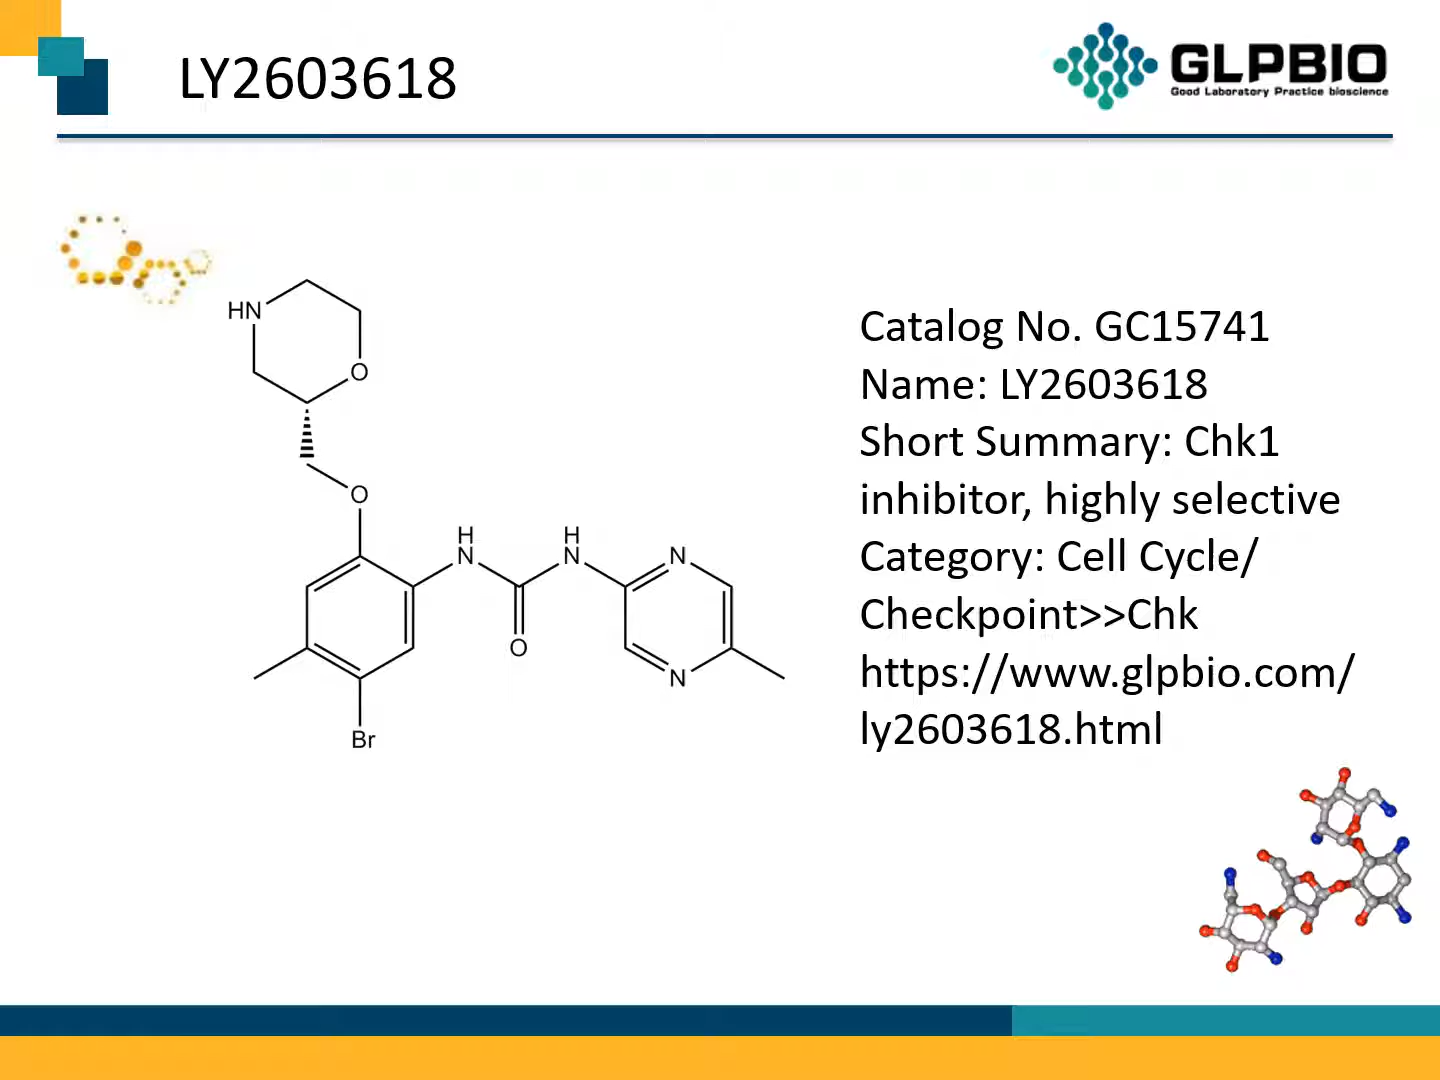 LY2603618
GLPBIO
Good Laboratory Practice bioscience
HN
O
O
H
N
H
N
N
O
N
Br
Catalog No. GC15741
Name: LY2603618
Short Summary: Chk1
inhibitor, highly selective
Category: Cell Cycle/
Checkpoint>>Chk
https://www.glpbio.com/
ly2603618.html